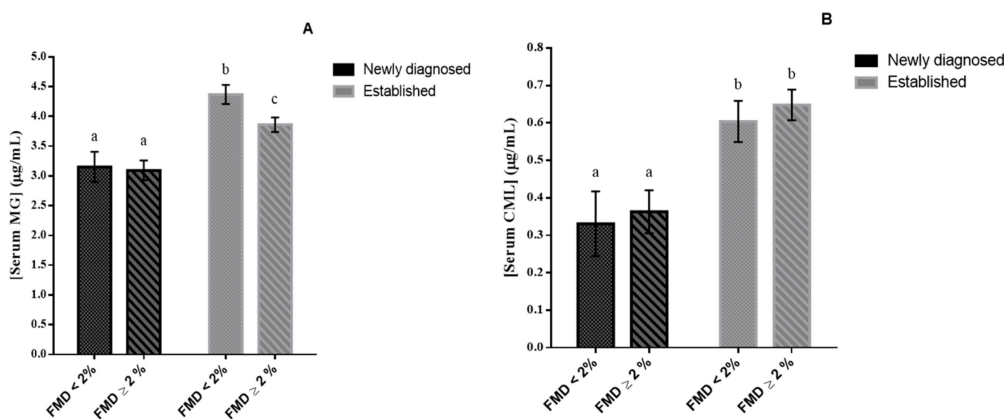 A
[Serum MG] (µg/mL)
5.0
4.5
4.0
3.5
3.0
2.5
2.0
1.5
1.0
0.5
0.0
a
a
b
c
FMD < 2%
FMD ≥ 2 %
FMD < 2%
FMD ≥ 2 %
Newly diagnosed
Established
B
[Serum CML] (µg/mL)
0.8
0.7
0.6
0.5
0.4
0.3
0.2
0.1
0.0
a
a
b
b
FMD < 2%
FMD ≥ 2 %
FMD < 2%
FMD ≥ 2 %
Newly diagnosed
Established